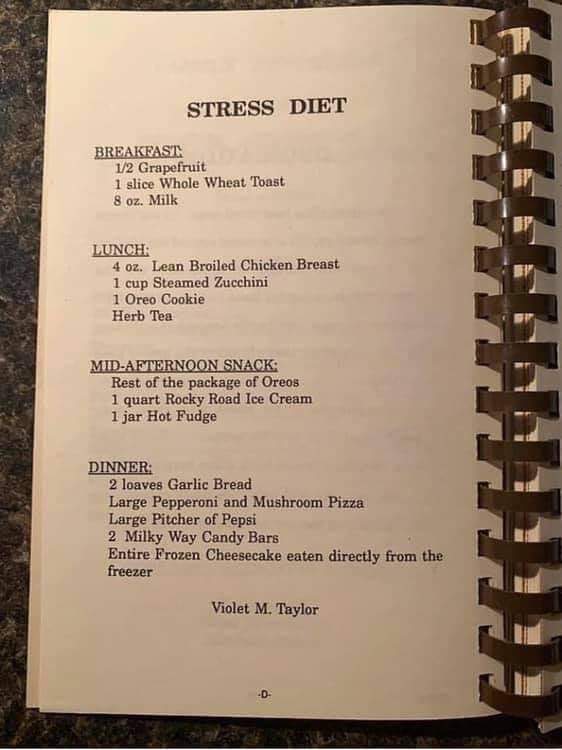 STRESS DIET
BREAKFAST:
1/2 Grapefruit
1 slice Whole Wheat Toast
8 oz. Milk
LUNCH:
4 oz. Lean Broiled Chicken Breast
1 cup Steamed Zucchini
1 Oreo Cookie
Herb Tea
MID-AFTERNOON SNACK:
Rest of the package of Oreos
1 quart Rocky Road Ice Cream
1 jar Hot Fudge
DINNER:
2 loaves Garlic Bread
Large Pepperoni and Mushroom Pizza
Large Pitcher of Pepsi
2 Milky Way Candy Bars
Entire Frozen Cheesecake eaten directly from the
freezer
Violet M. Taylor
-D-